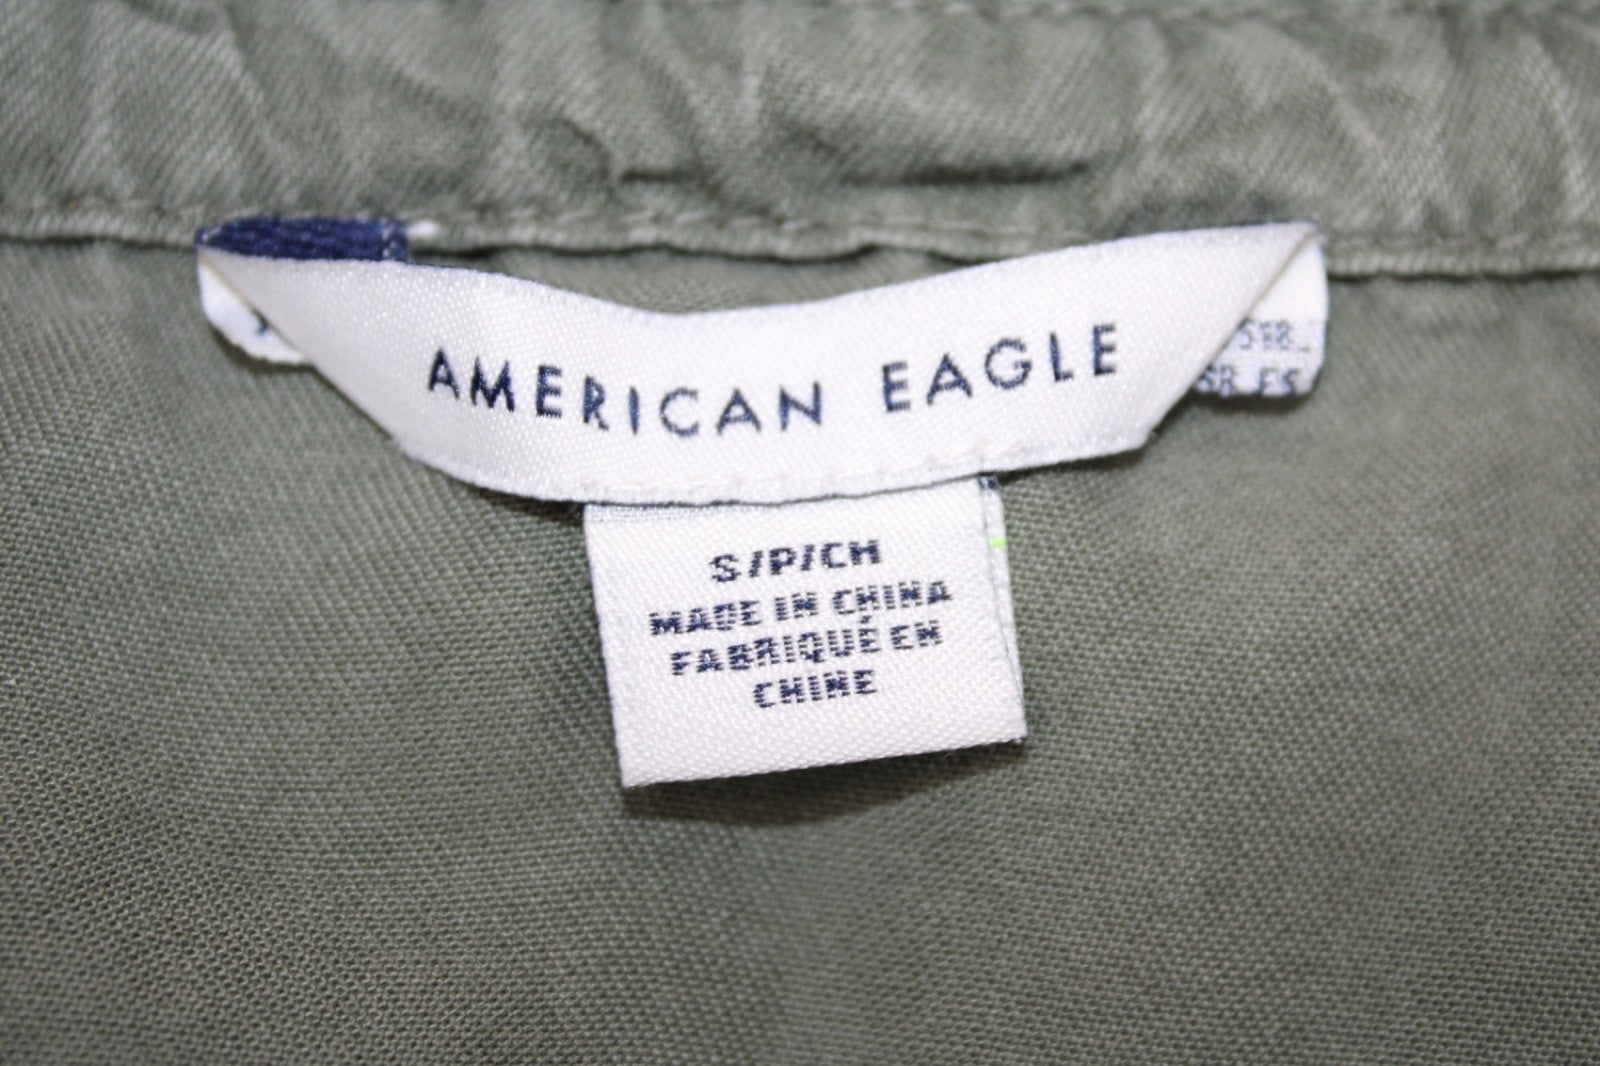 AMERICAN EAGLE
S/P/CH
MADE IN CHINA
FABRIQUÉ EN
CHINE